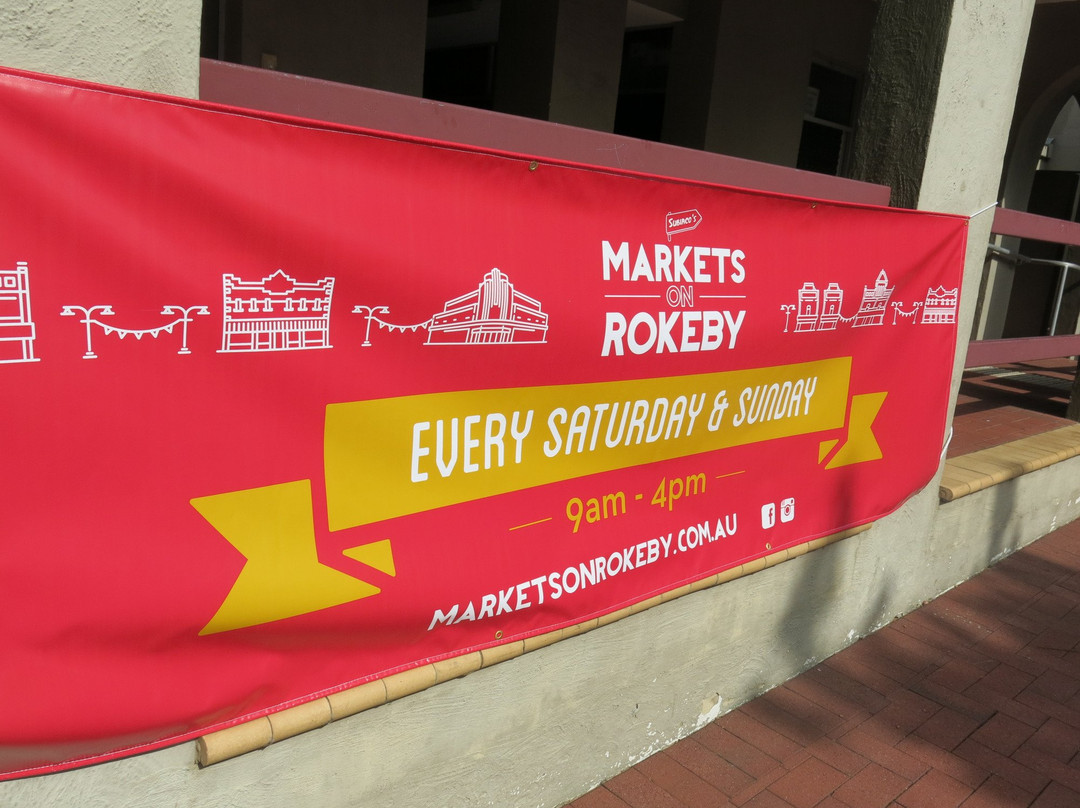 Subiaco's
MARKETS
ON
ROKEBY
EVERY SATURDAY & SUNDAY
9am - 4pm
MARKETSONROKEBY.COM.AU